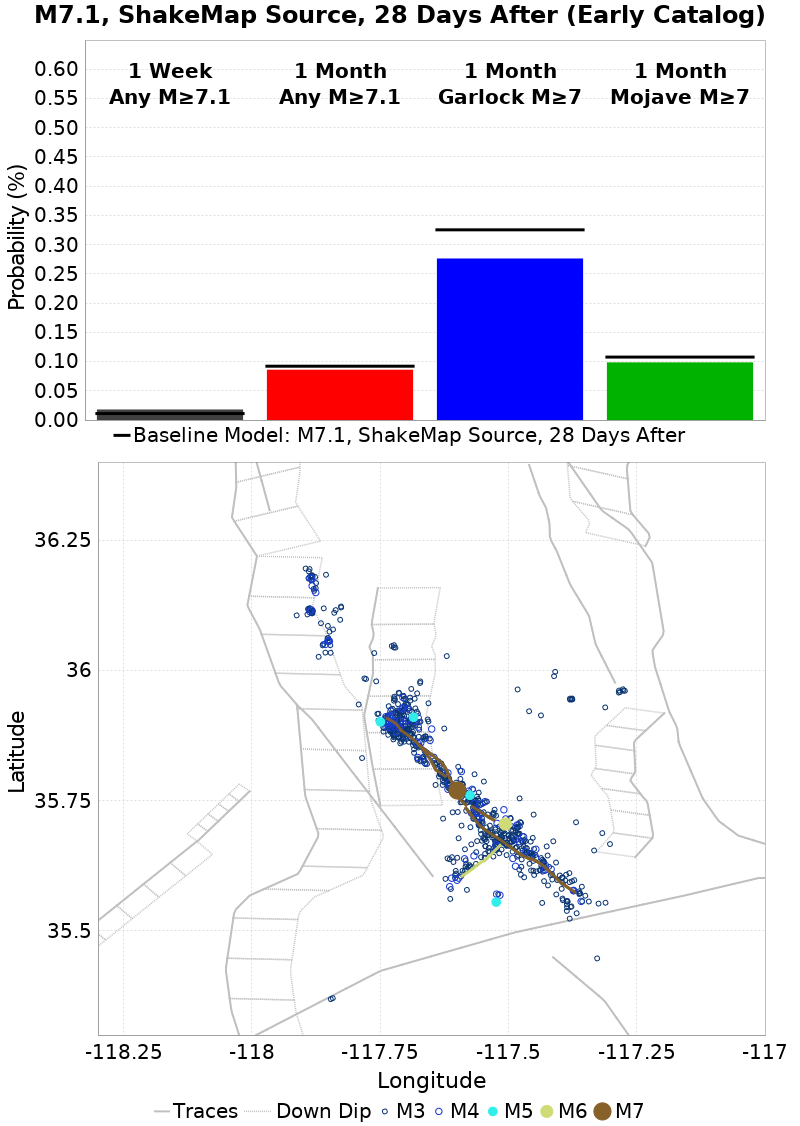 M7.1, ShakeMap Source, 28 Days After (Early Catalog)
1 Week 1 Month 1 Month 1 Month
Any M≥7.1 Any M≥7.1 Garlock M≥7 Mojave M≥7
Probability (%)
0.60
0.55
0.50
0.45
0.40
0.35
0.30
0.25
0.20
0.15
0.10
0.05
0.00
Baseline Model: M7.1, ShakeMap Source, 28 Days After
Latitude
36.25
36
35.75
35.5
-118.25 -118 -117.75 -117.5 -117.25 -117
Longitude
Traces Down Dip M3 M4 M5 M6 M7